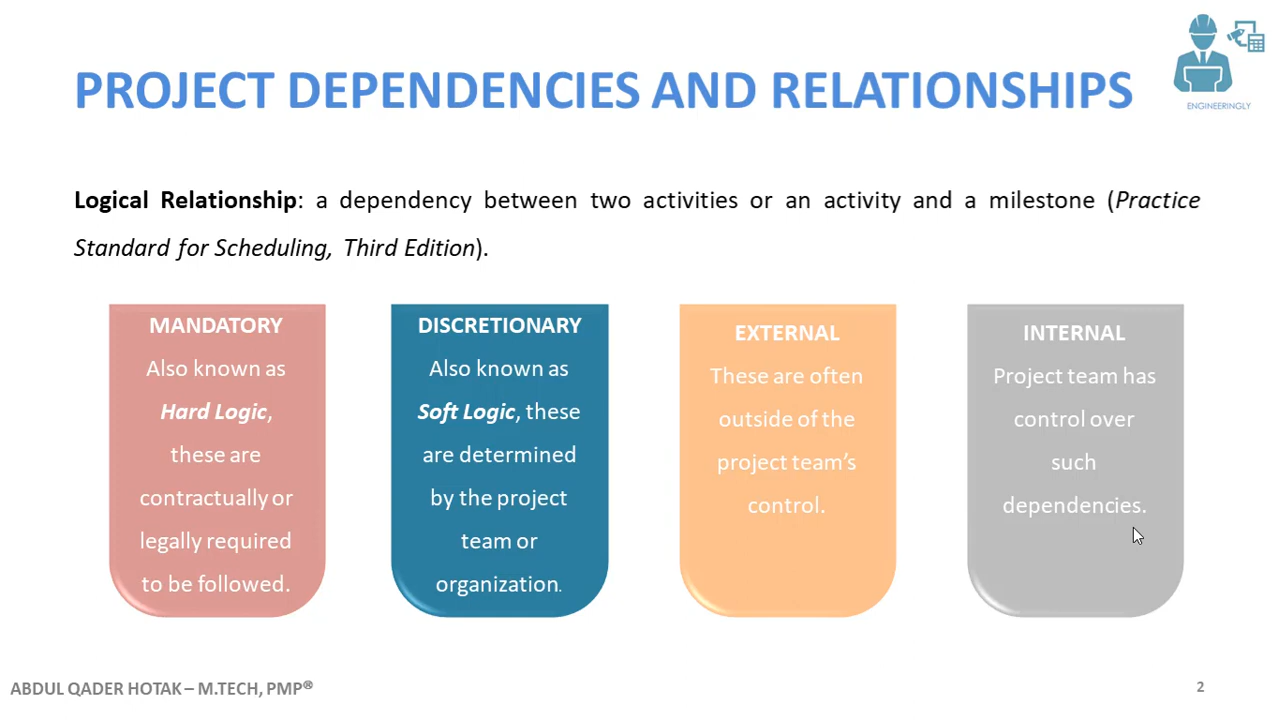 ENGINEERINGLY
PROJECT DEPENDENCIES AND RELATIONSHIPS
Logical Relationship: a dependency between two activities or an activity and a milestone (Practice
Standard for Scheduling, Third Edition).
MANDATORY
Also known as
Hard Logic,
these are
contractually or
legally required
to be followed.
DISCRETIONARY
Also known as
Soft Logic, these
are determined
by the project
team or
organization.
EXTERNAL
These are often
outside of the
project team’s
control.
INTERNAL
Project team has
control over
such
dependencies.
ABDUL QADER HOTAK – M.TECH, PMP®
2